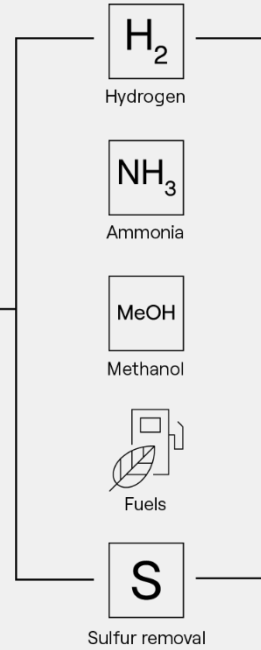 H₂
Hydrogen
NH₃
Ammonia
MeOH
Methanol
Fuels
S
Sulfur removal